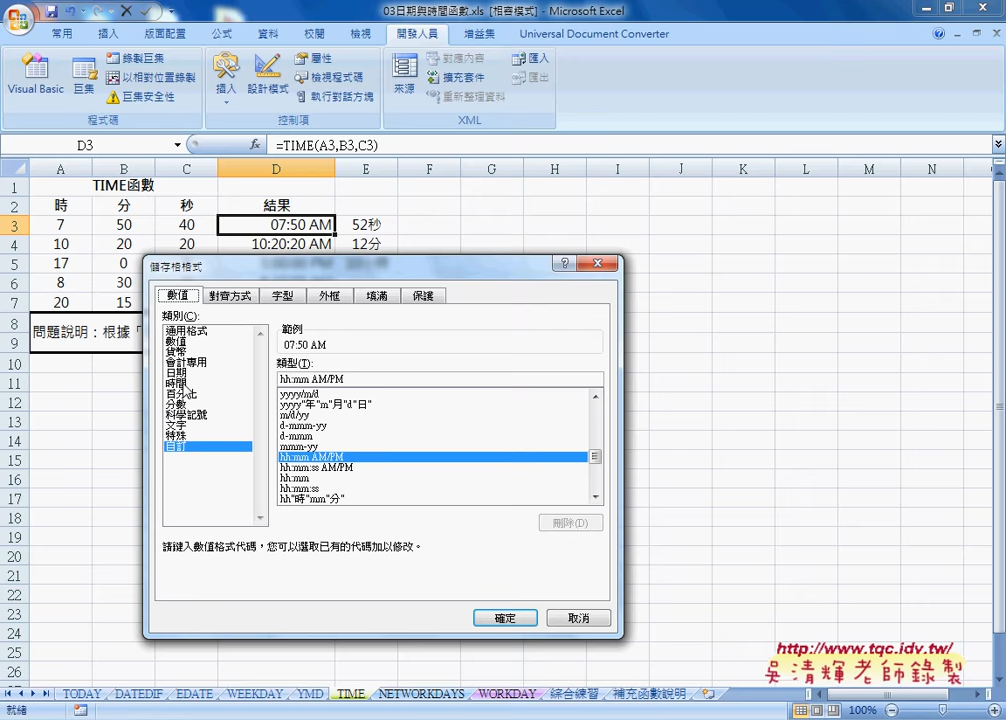 03日期與時間函數.xls [相容模式] - Microsoft Excel
常用 插入 版面配置 公式 資料 校閱 檢視 開發人員 增益集 Universal Document Converter
Visual Basic 巨集 錄製巨集 以相對位置錄製 巨集安全性 插入 設計模式 屬性 檢視程式碼 執行對話方塊 來源 對應內容 擴充套件 重新整理資料 匯入 匯出
程式碼 控制項 XML
D3 fx =TIME(A3,B3,C3)
A B C D E F G H I J K L M N
1 TIME函數
2 時 分 秒 結果
3 7 50 40 07:50 AM 52秒
4 10 20 20 10:20:20 AM 12分
5 17 0
6 8 30
7 20 15
8 問題說明：根據「
9
10
11
12
13
14
15
16
17
18
19
20
21
22
23
24
25
26
儲存格格式
數值 對齊方式 字型 外框 填滿 保護
類別(C):
通用格式
數值
貨幣
會計專用
日期
時間
百分比
分數
科學記號
文字
特殊
自訂
範例
07:50 AM
類型(T):
hh:mm AM/PM
yyyy/m/d
yyyy"年"m"月"d"日"
m/d/yy
d-mmm-yy
d-mmm
mmm-yy
hh:mm AM/PM
hh:mm:ss AM/PM
hh:mm
hh:mm:ss
hh"時"mm"分"
刪除(D)
請鍵入數值格式代碼，您可以選取已有的代碼加以修改。
確定 取消
http://www.tqc.idv.tw/
吳清輝老師錄製
TODAY DATEDIF EDATE WEEKDAY YMD TIME NETWORKDAYS WORKDAY 綜合練習 補充函數說明
就緒 100%